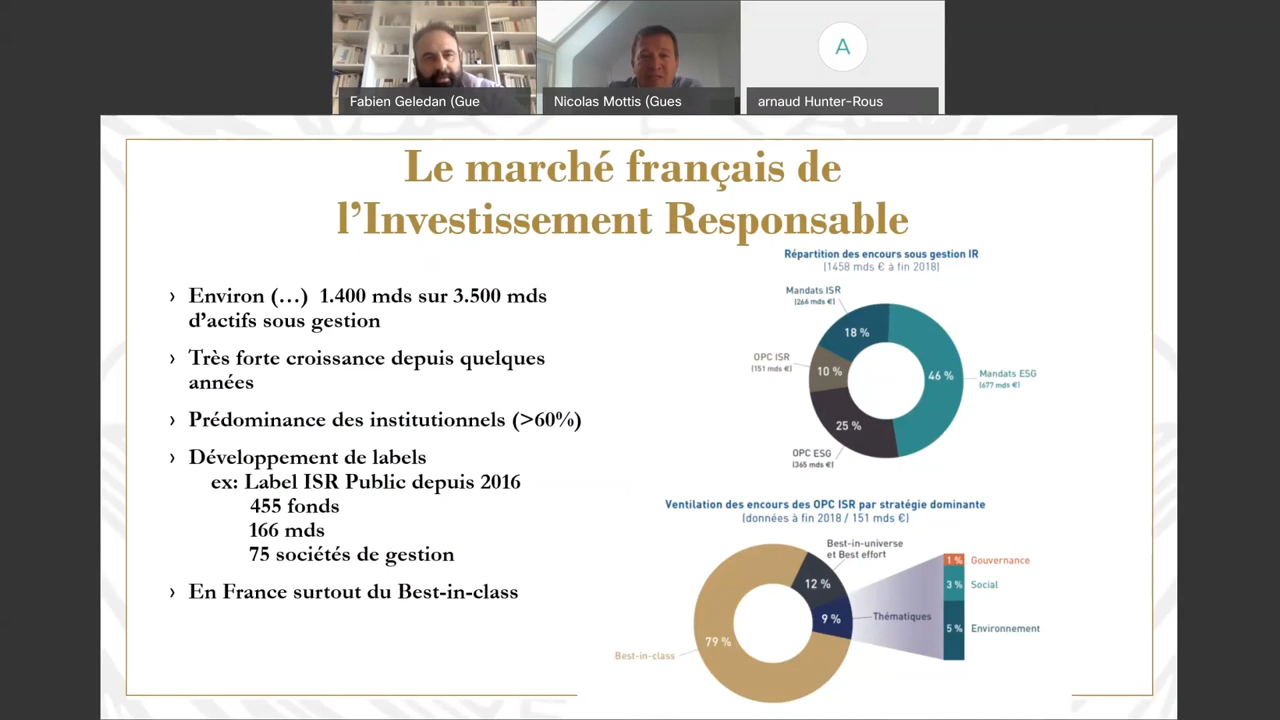 Fabien Geledan (Gue
Nicolas Mottis (Gues
A
arnaud Hunter-Rous
Le marché français de
l’Investissement Responsable
› Environ (…) 1.400 mds sur 3.500 mds
d’actifs sous gestion
› Très forte croissance depuis quelques
années
› Prédominance des institutionnels (>60%)
› Développement de labels
ex: Label ISR Public depuis 2016
455 fonds
166 mds
75 sociétés de gestion
› En France surtout du Best-in-class
Répartition des encours sous gestion IR
(1458 mds € à fin 2018)
Mandats ISR
(264 mds €)
18 %
OPC ISR
(151 mds €)
10 %
46 %
Mandats ESG
(677 mds €)
25 %
OPC ESG
(365 mds €)
Ventilation des encours des OPC ISR par stratégie dominante
(données à fin 2018 / 151 mds €)
Best-in-universe
et Best effort
12 %
9 %
Thématiques
1 %
Gouvernance
3 %
Social
5 %
Environnement
79 %
Best-in-class